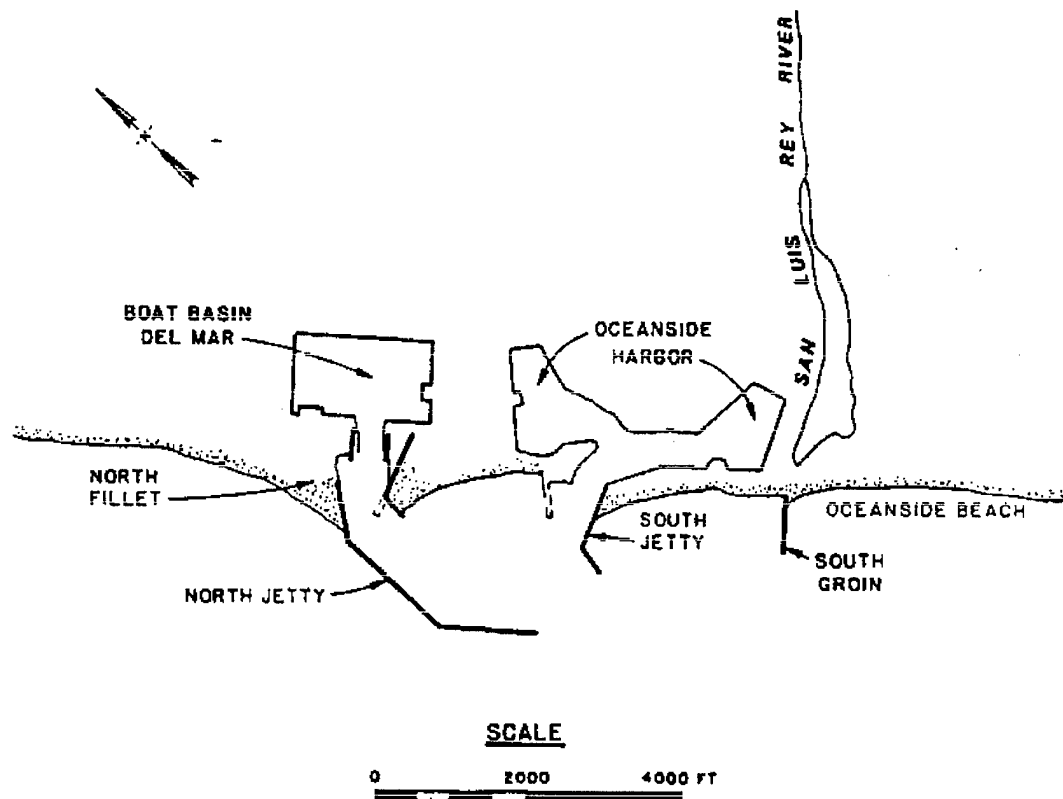 SAN LUIS REY RIVER
N
BOAT BASIN
DEL MAR
OCEANSIDE
HARBOR
NORTH
FILLET
OCEANSIDE BEACH
SOUTH
JETTY
SOUTH
GROIN
NORTH JETTY
SCALE
0 2000 4000 FT